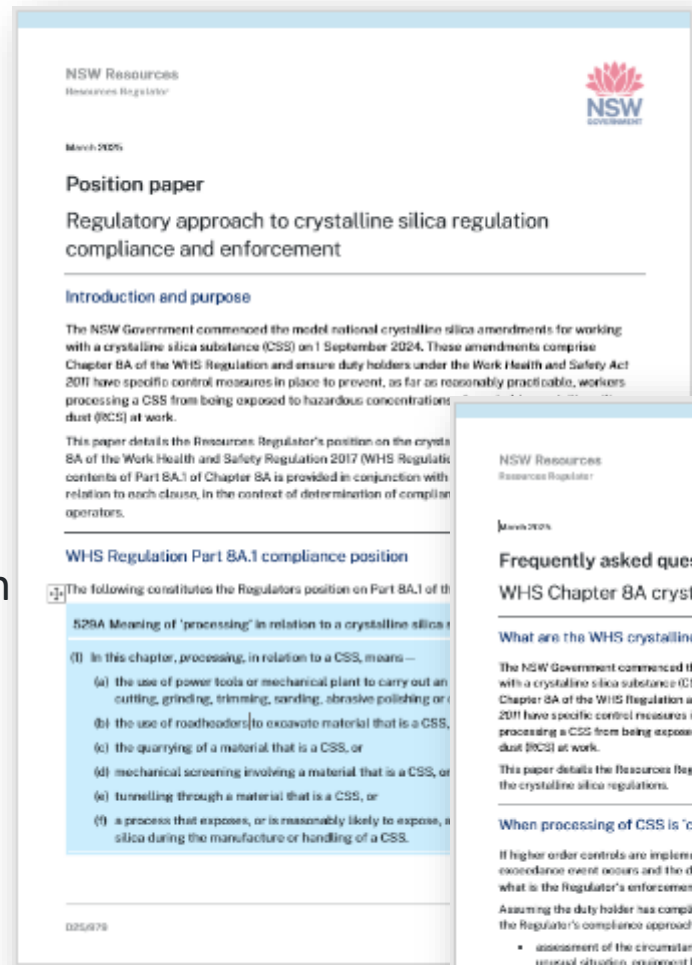 NSW Resources
Resources Regulator
NSW
GOVERNMENT
March 2025
Position paper
Regulatory approach to crystalline silica regulation
compliance and enforcement
Introduction and purpose
The NSW Government commenced the model national crystalline silica amendments for working
with a crystalline silica substance (CSS) on 1 September 2024. These amendments comprise
Chapter 8A of the WHS Regulation and ensure duty holders under the Work Health and Safety Act
2011 have specific control measures in place to prevent, as far as reasonably practicable, workers
processing a CSS from being exposed to hazardous concentrations
dust (RCS) at work.
This paper details the Resources Regulator's position on the crysta
8A of the Work Health and Safety Regulation 2017 (WHS Regulatio
contents of Part 8A.1 of Chapter 8A is provided in conjunction with
relation to each clause, in the context of determination of complian
operators.
WHS Regulation Part 8A.1 compliance position
n
The following constitutes the Regulators position on Part 8A.1 of th
529A Meaning of 'processing' in relation to a crystalline silica s
(1) In this chapter, processing, in relation to a CSS, means—
(a) the use of power tools or mechanical plant to carry out an
cutting, grinding, trimming, sanding, abrasive polishing or
(b) the use of roadheaders to excavate material that is a CSS,
(c) the quarrying of a material that is a CSS, or
(d) mechanical screening involving a material that is a CSS, or
(e) tunnelling through a material that is a CSS, or
(f) a process that exposes, or is reasonably likely to expose, a
silica during the manufacture or handling of a CSS.
D25/979
NSW Resources
Resources Regulator
March 2025
Frequently asked ques
WHS Chapter 8A cryst
What are the WHS crystalline
The NSW Government commenced th
with a crystalline silica substance (CS
Chapter 8A of the WHS Regulation a
2011 have specific control measures i
processing a CSS from being expose
dust (RCS) at work.
This paper details the Resources Reg
the crystalline silica regulations.
When processing of CSS is "c
If higher order controls are impleme
exceedance event occurs and the d
what is the Regulator's enforcemen
Assuming the duty holder has compli
the Regulator's compliance approach
• assessment of the circumstan
unusual situation, equipment